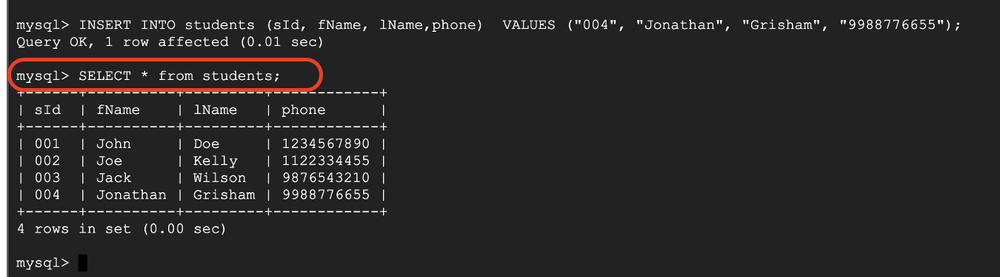 mysql> INSERT INTO students (sId, fName, lName,phone)  VALUES ("004", "Jonathan", "Grisham", "9988776655");
Query OK, 1 row affected (0.01 sec)
mysql> SELECT * from students;
+------+----------+---------+------------+
| sId  | fName    | lName   | phone      |
+------+----------+---------+------------+
| 001  | John     | Doe     | 1234567890 |
| 002  | Joe      | Kelly   | 1122334455 |
| 003  | Jack     | Wilson  | 9876543210 |
| 004  | Jonathan | Grisham | 9988776655 |
+------+----------+---------+------------+
4 rows in set (0.00 sec)
mysql>